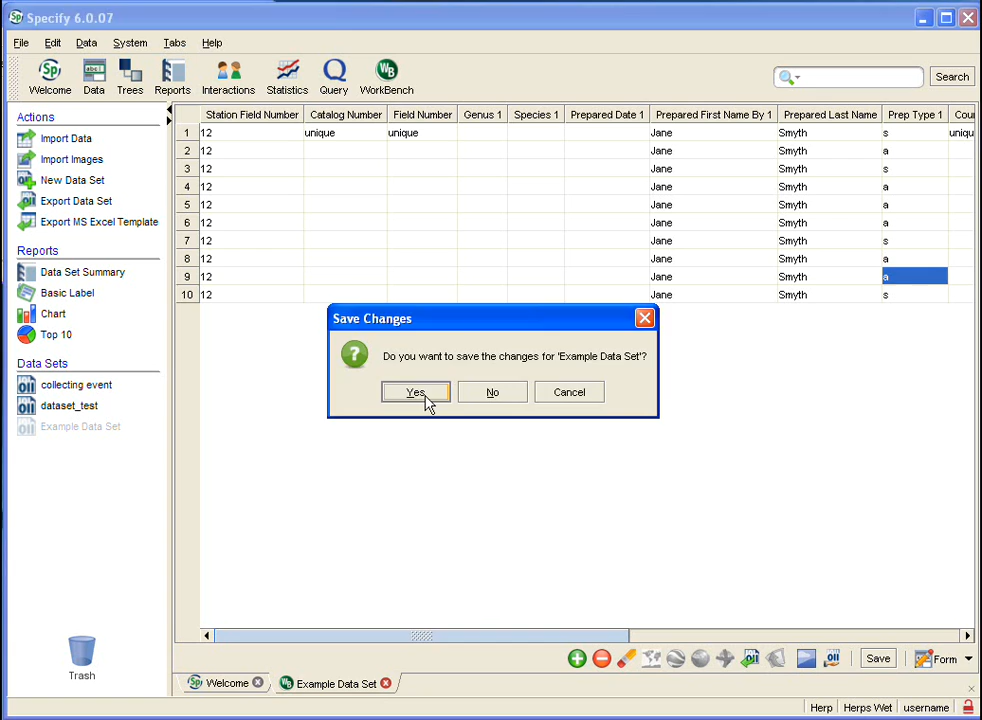 Specify 6.0.07
File Edit Data System Tabs Help
Welcome Data Trees Reports Interactions Statistics Query WorkBench Search
Actions
Import Data
Import Images
New Data Set
Export Data Set
Export MS Excel Template
Reports
Data Set Summary
Basic Label
Chart
Top 10
Data Sets
collecting event
dataset_test
Example Data Set
Trash
Station Field Number Catalog Number Field Number Genus 1 Species 1 Prepared Date 1 Prepared First Name By 1 Prepared Last Name Prep Type 1 Cou
1 12 unique unique Jane Smyth s uniqu
2 12 Jane Smyth a
3 12 Jane Smyth s
4 12 Jane Smyth a
5 12 Jane Smyth a
6 12 Jane Smyth a
7 12 Jane Smyth s
8 12 Jane Smyth a
9 12 Jane Smyth a
10 12 Jane Smyth s
Save Changes
Do you want to save the changes for 'Example Data Set'?
Yes No Cancel
Save Form
Welcome Example Data Set
Herp Herps Wet username